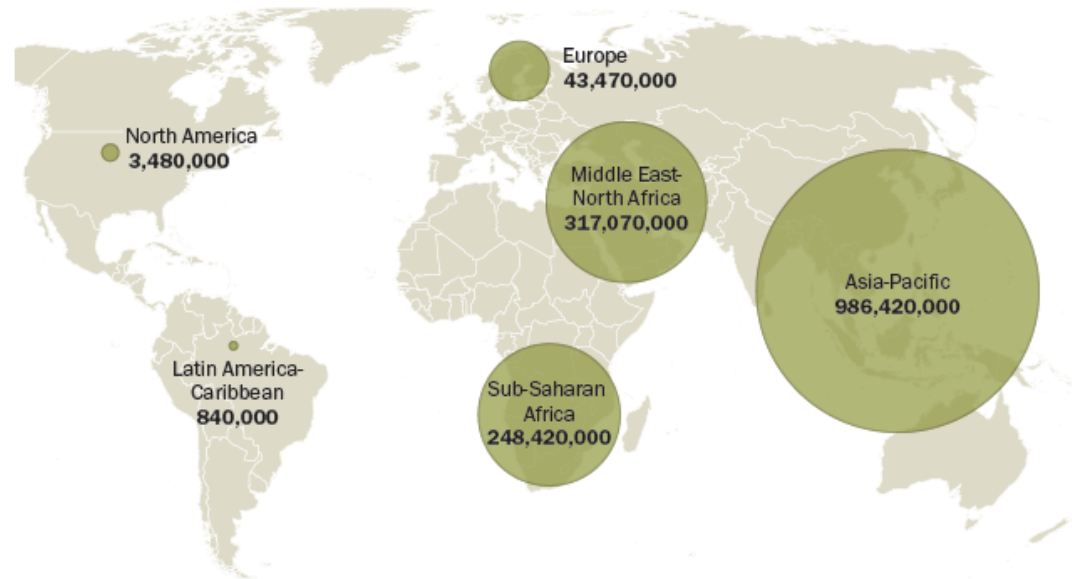 Europe
43,470,000
North America
3,480,000
Middle East-
North Africa
317,070,000
Asia-Pacific
986,420,000
Latin America-
Caribbean
840,000
Sub-Saharan
Africa
248,420,000